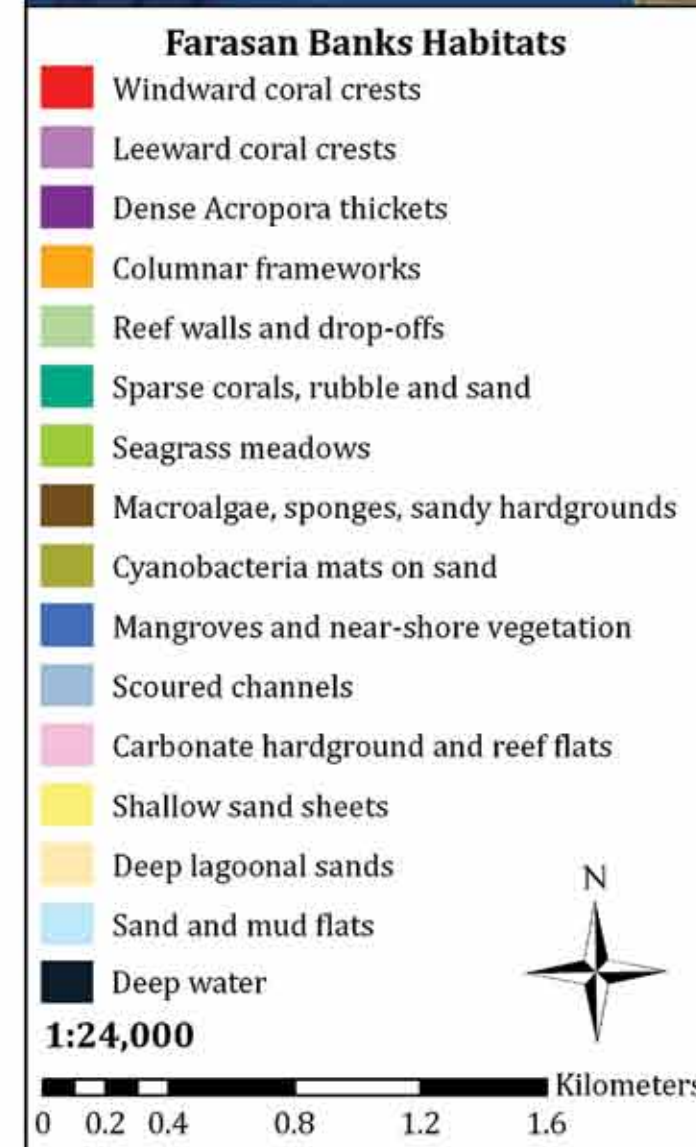 Farasan Banks Habitats
Windward coral crests
Leeward coral crests
Dense Acropora thickets
Columnar frameworks
Reef walls and drop-offs
Sparse corals, rubble and sand
Seagrass meadows
Macroalgae, sponges, sandy hardgrounds
Cyanobacteria mats on sand
Mangroves and near-shore vegetation
Scoured channels
Carbonate hardground and reef flats
Shallow sand sheets
Deep lagoonal sands
N
Sand and mud flats
Deep water
1:24,000
Kilometers
0 0.2 0.4 0.8 1.2 1.6